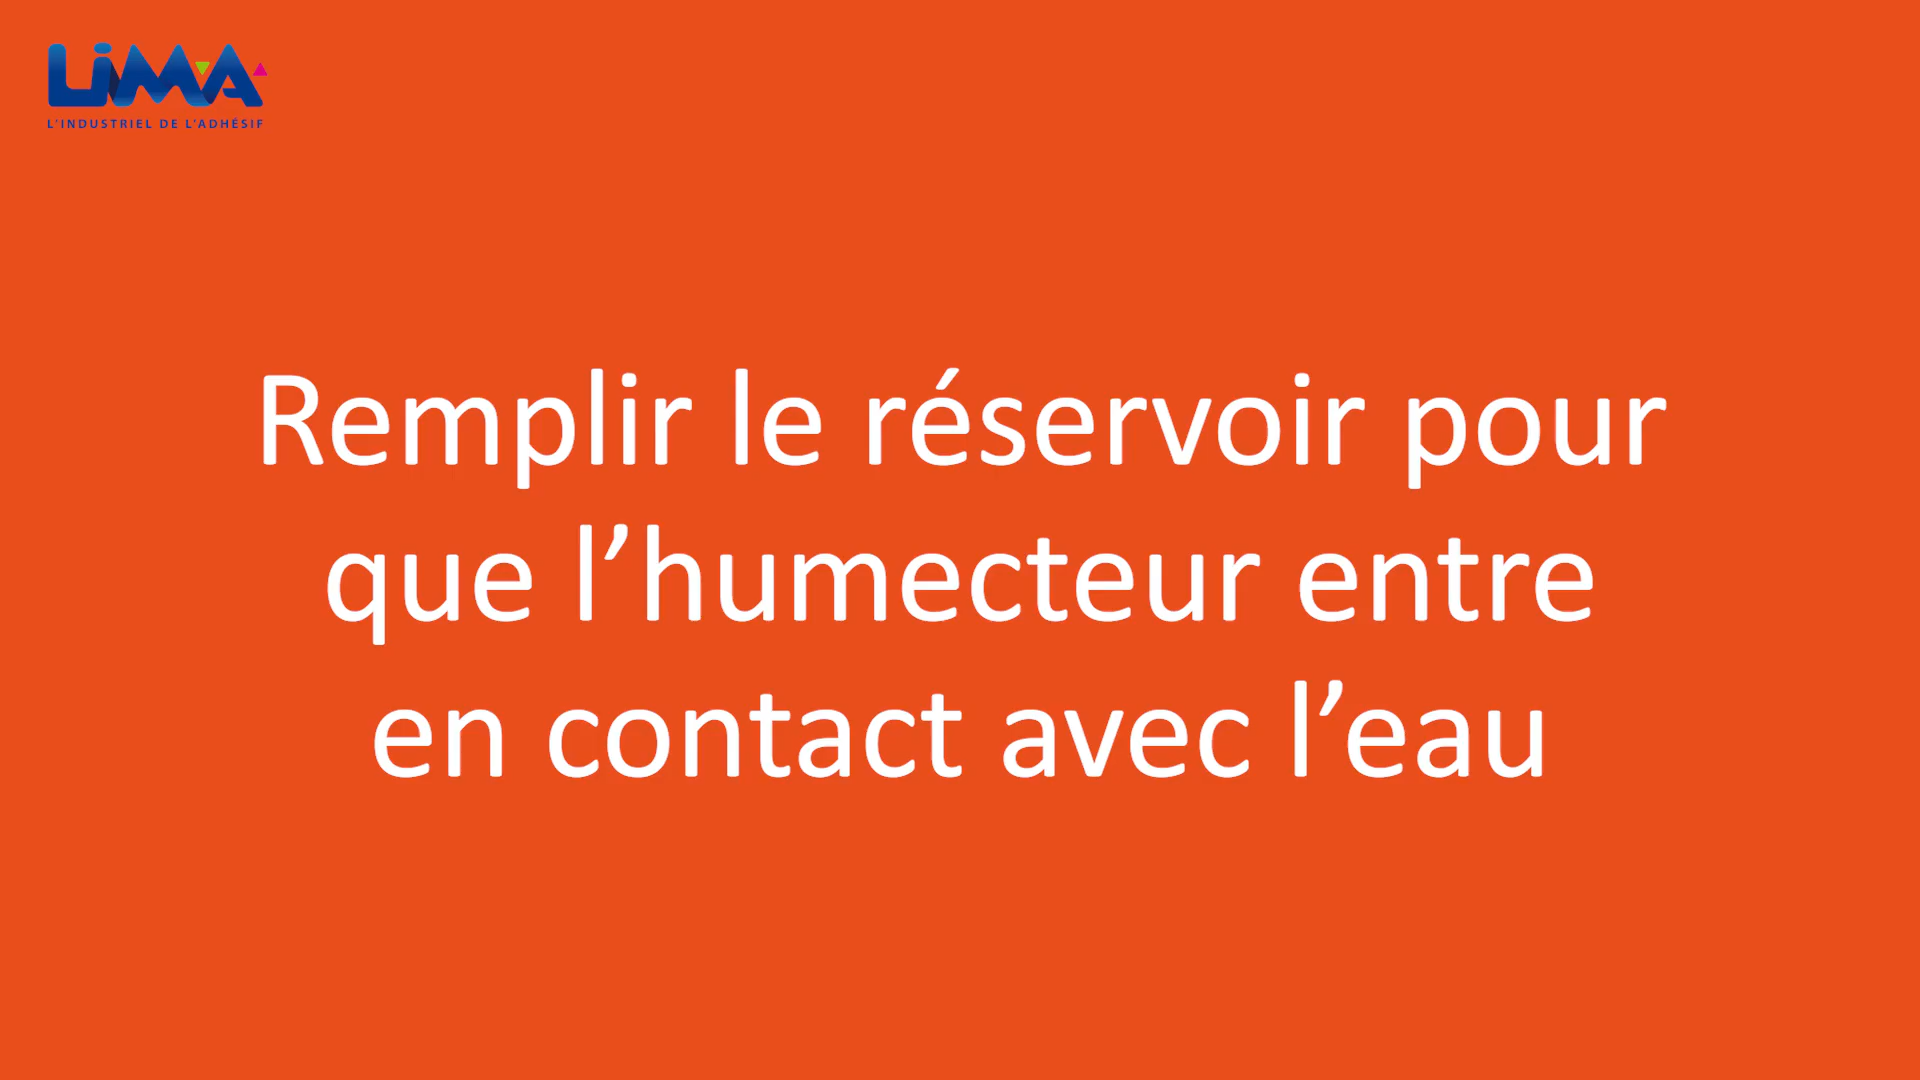 LiMA
L'INDUSTRIEL DE L'ADHÉSIF
Remplir le réservoir pour
que l’humecteur entre
en contact avec l’eau